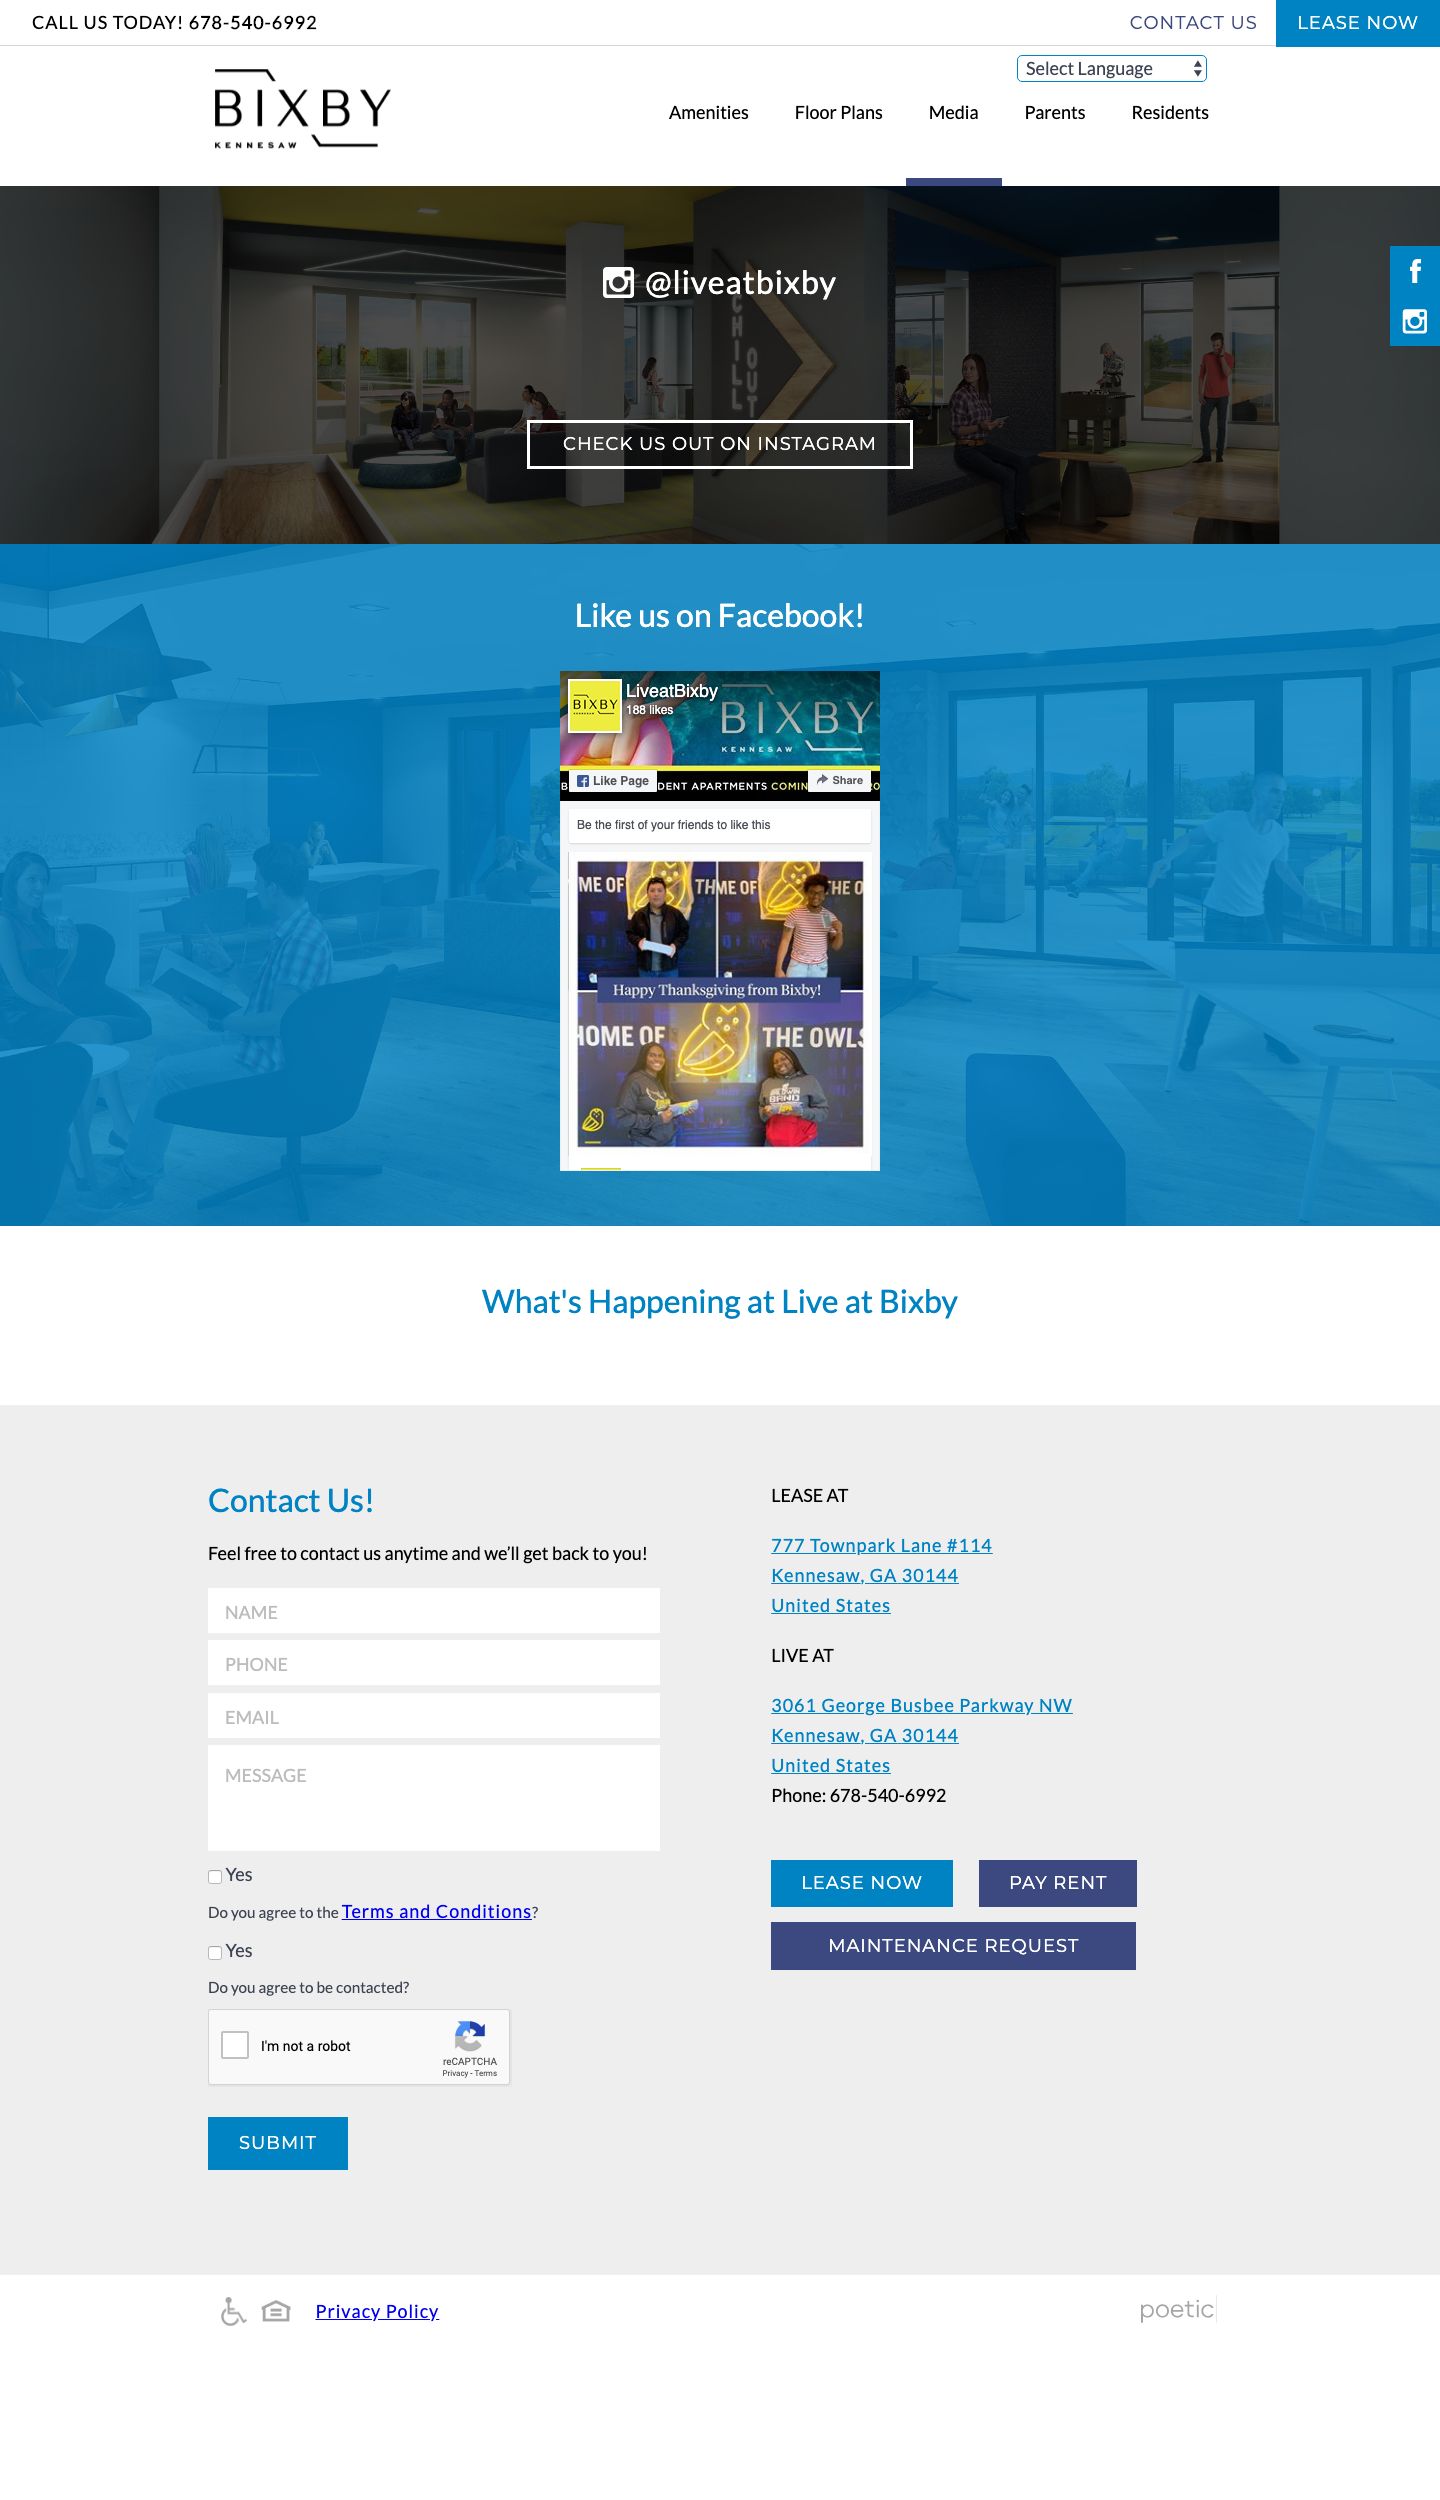 CALL US TODAY! 678-540-6992
CONTACT US
LEASE NOW
Select Language
BIXBY
KENNESAW
Amenities
Floor Plans
Media
Parents
Residents
@liveatbixby
CHILL
OUT
CHECK US OUT ON INSTAGRAM
Like us on Facebook!
BIXBY
LiveatBixby
188 likes
BIXBY
KENNESAW
Like Page
DENT APARTMENTS COMIN
Share
Be the first of your friends to like this
ME OF
TH
ME OF
THE O
Happy Thanksgiving from Bixby!
HOME OF
THE OWLS
BALDWIN
BAND
What's Happening at Live at Bixby
Contact Us!
Feel free to contact us anytime and we’ll get back to you!
NAME
PHONE
EMAIL
MESSAGE
Yes
Do you agree to the Terms and Conditions?
Yes
Do you agree to be contacted?
I'm not a robot
reCAPTCHA
Privacy - Terms
SUBMIT
LEASE AT
777 Townpark Lane #114
Kennesaw, GA 30144
United States
LIVE AT
3061 George Busbee Parkway NW
Kennesaw, GA 30144
United States
Phone: 678-540-6992
LEASE NOW
PAY RENT
MAINTENANCE REQUEST
Privacy Policy
poetic